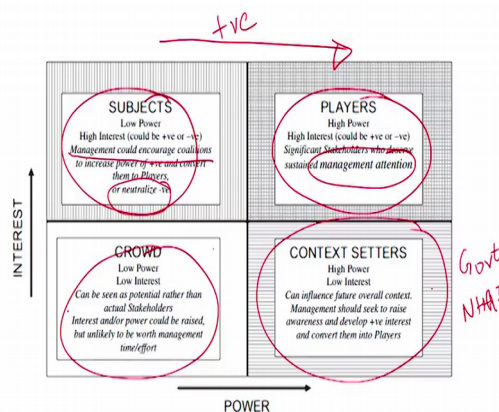 +ve
SUBJECTS
Low Power
High Interest (could be +ve or –ve)
Management could encourage coalitions
to increase power of +ve and convert
them to Players,
or neutralize -ve
PLAYERS
High Power
High Interest (could be +ve or –ve)
Significant Stakeholders who deserve
sustained management attention
CROWD
Low Power
Low Interest
Can be seen as potential rather than
actual Stakeholders
Interest and/or power could be raised,
but unlikely to be worth management
time/effort
CONTEXT SETTERS
High Power
Low Interest
Can influence future overall context.
Management should seek to raise
awareness and develop +ve interest
and convert them into Players
Govt
INTEREST
POWER